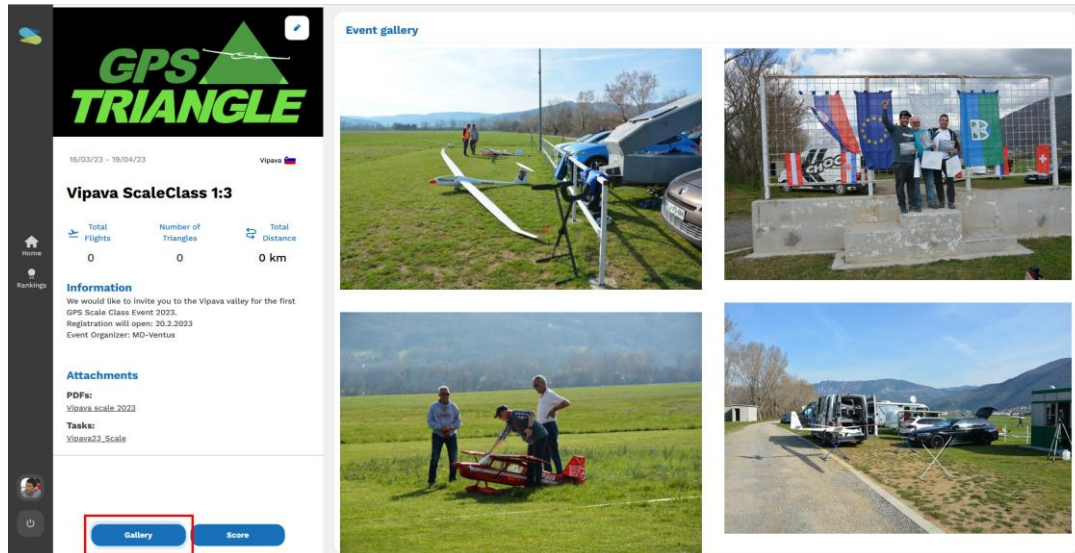 GPS
TRIANGLE
16/03/23 - 19/04/23
Vipava
Vipava ScaleClass 1:3
Total Flights
0
Number of Triangles
0
Total Distance
0 km
Home
Rankings
Information
We would like to invite you to the Vipava valley for the first
GPS Scale Class Event 2023.
Registration will open: 20.2.2023
Event Organizer: MD-Ventus
Attachments
PDFs:
Vipava scale 2023
Tasks:
Vipava23_Scale
Gallery
Score
Event gallery